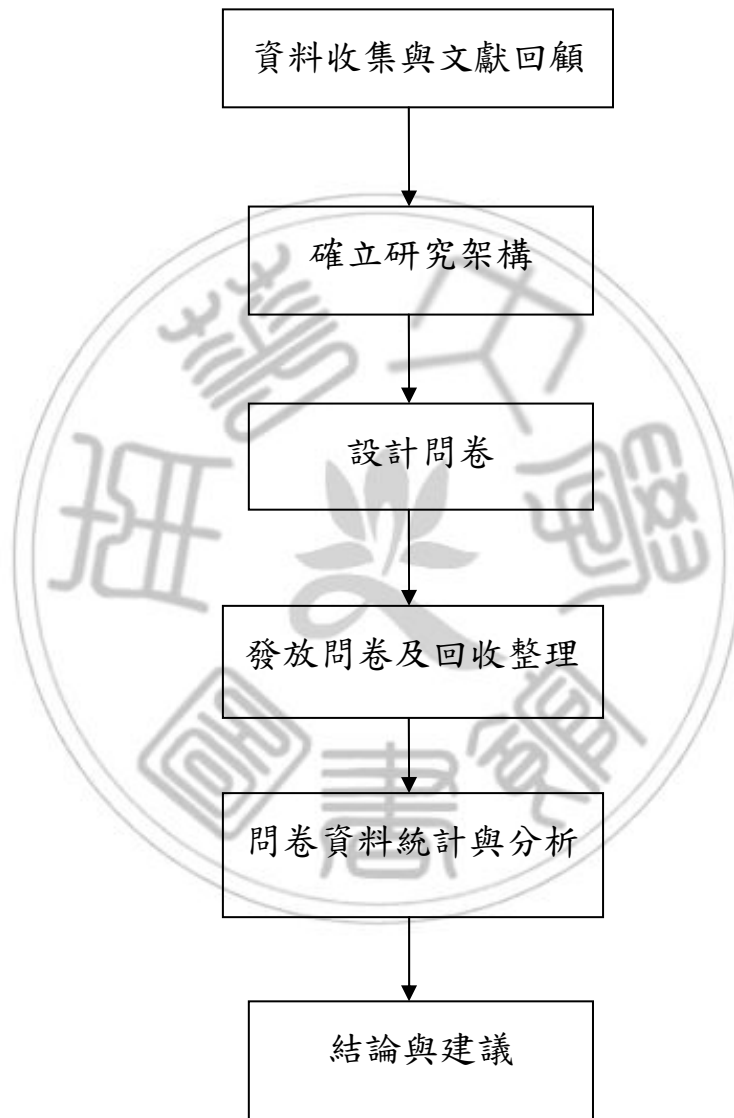 資料收集與文獻回顧
確立研究架構
設計問卷
發放問卷及回收整理
問卷資料統計與分析
結論與建議